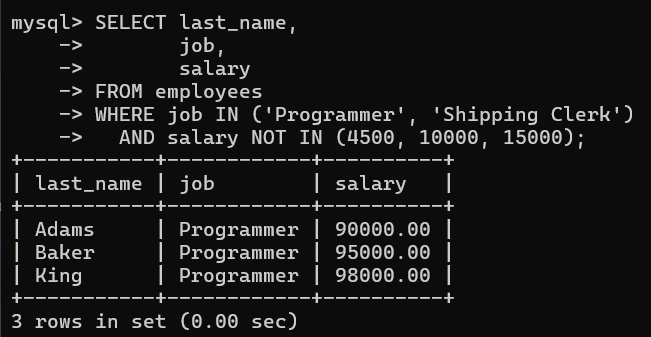 mysql> SELECT last_name,
    ->        job,
    ->        salary
    -> FROM employees
    -> WHERE job IN ('Programmer', 'Shipping Clerk')
    ->   AND salary NOT IN (4500, 10000, 15000);
+-----------+------------+----------+
| last_name | job        | salary   |
+-----------+------------+----------+
| Adams     | Programmer | 90000.00 |
| Baker     | Programmer | 95000.00 |
| King      | Programmer | 98000.00 |
+-----------+------------+----------+
3 rows in set (0.00 sec)